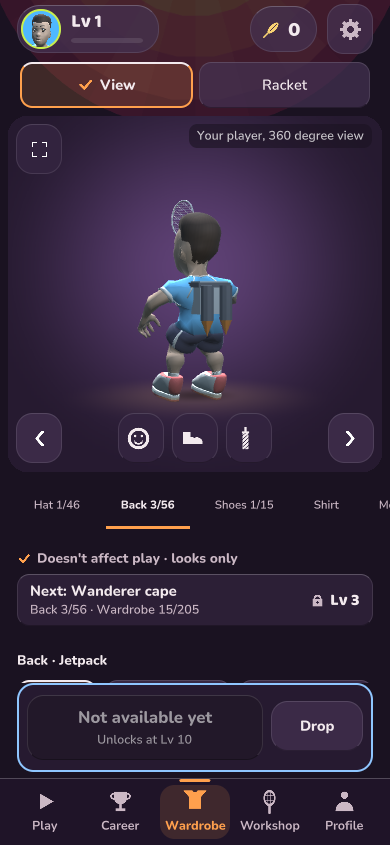 Lv 1
0
View
Racket
Your player, 360 degree view
Hat 1/46
Back 3/56
Shoes 1/15
Shirt
Doesn't affect play · looks only
Next: Wanderer cape
Back 3/56 · Wardrobe 15/205
Lv 3
Back · Jetpack
Not available yet
Unlocks at Lv 10
Drop
Play
Career
Wardrobe
Workshop
Profile